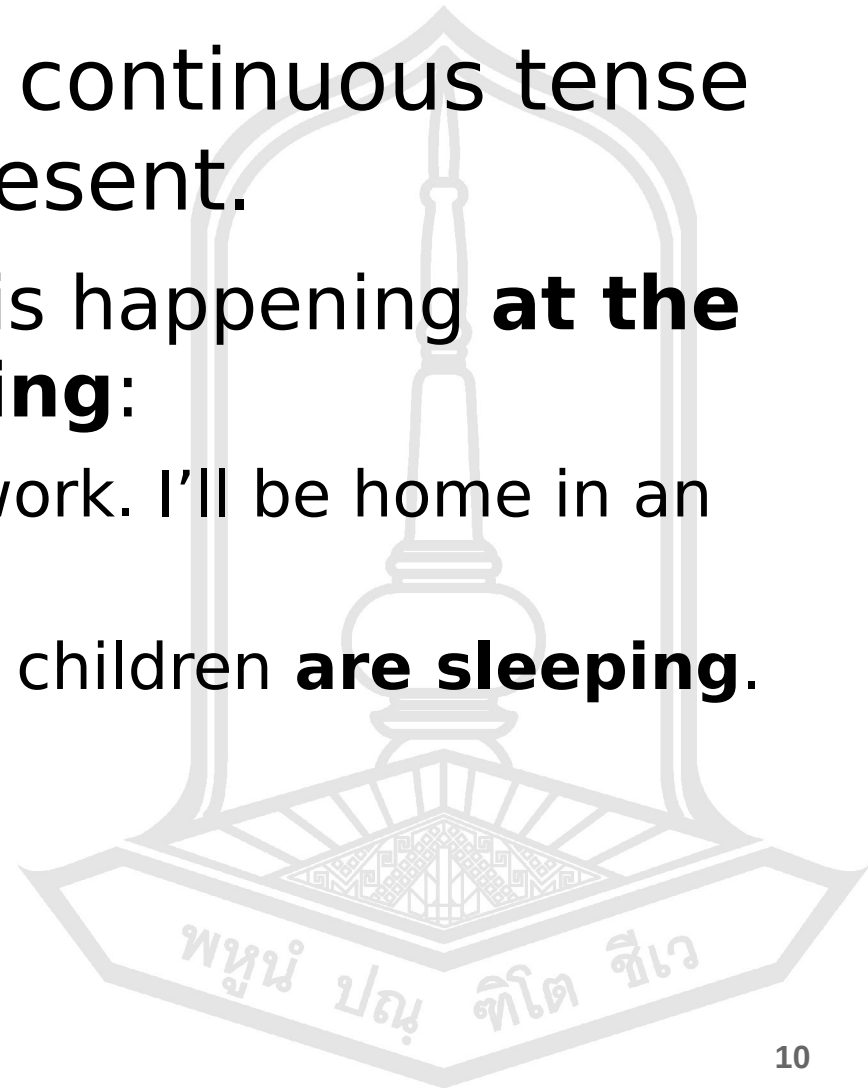 continuous tense
esent.
is happening at the
ing:
work. I’ll be home in an
children are sleeping.
พหูนํ ปณฺ ฑิโต ชีเว
10